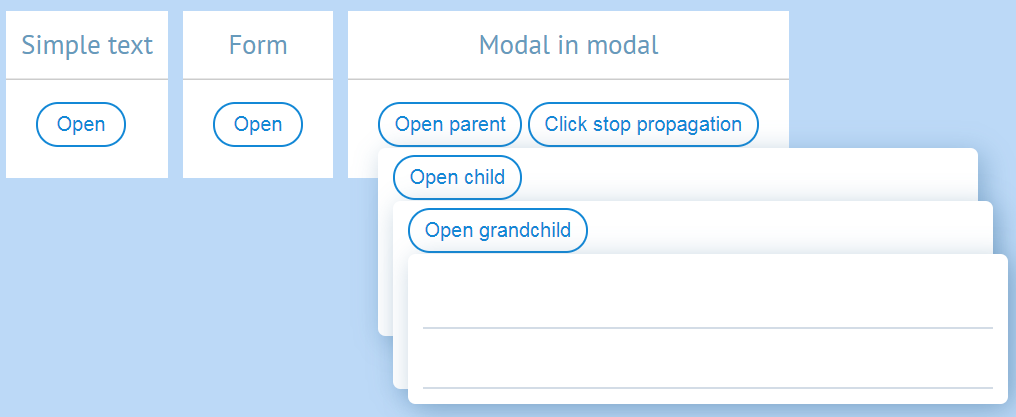 Simple text
Form
Modal in modal
Open
Open
Open parent
Click stop propagation
Open child
Open grandchild